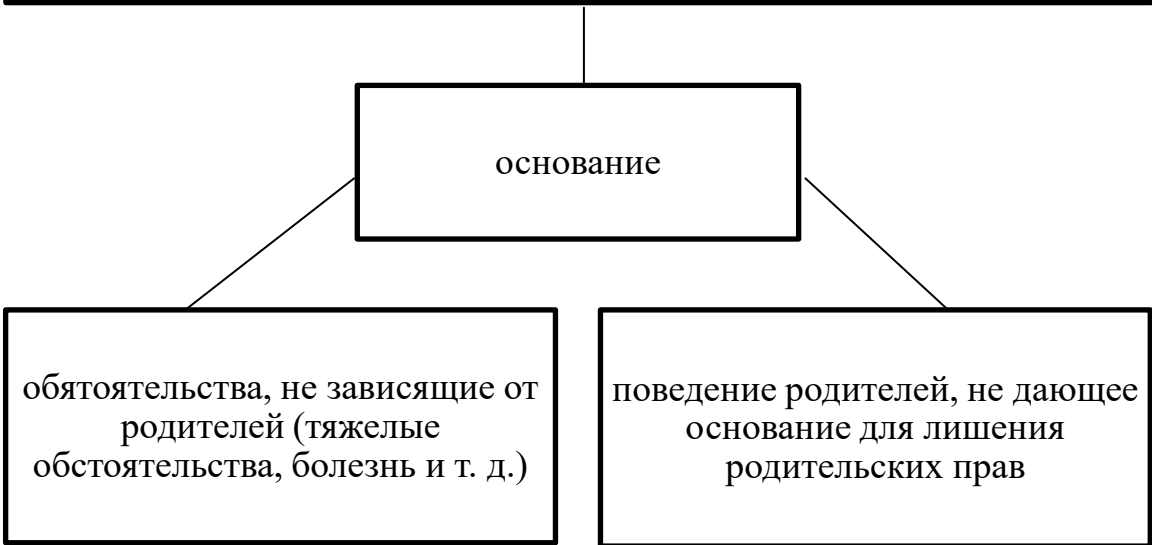 основание
обятоятельства, не зависящие от
родителей (тяжелые
обстоятельства, болезнь и т. д.)
поведение родителей, не дающее
основание для лишения
родительских прав